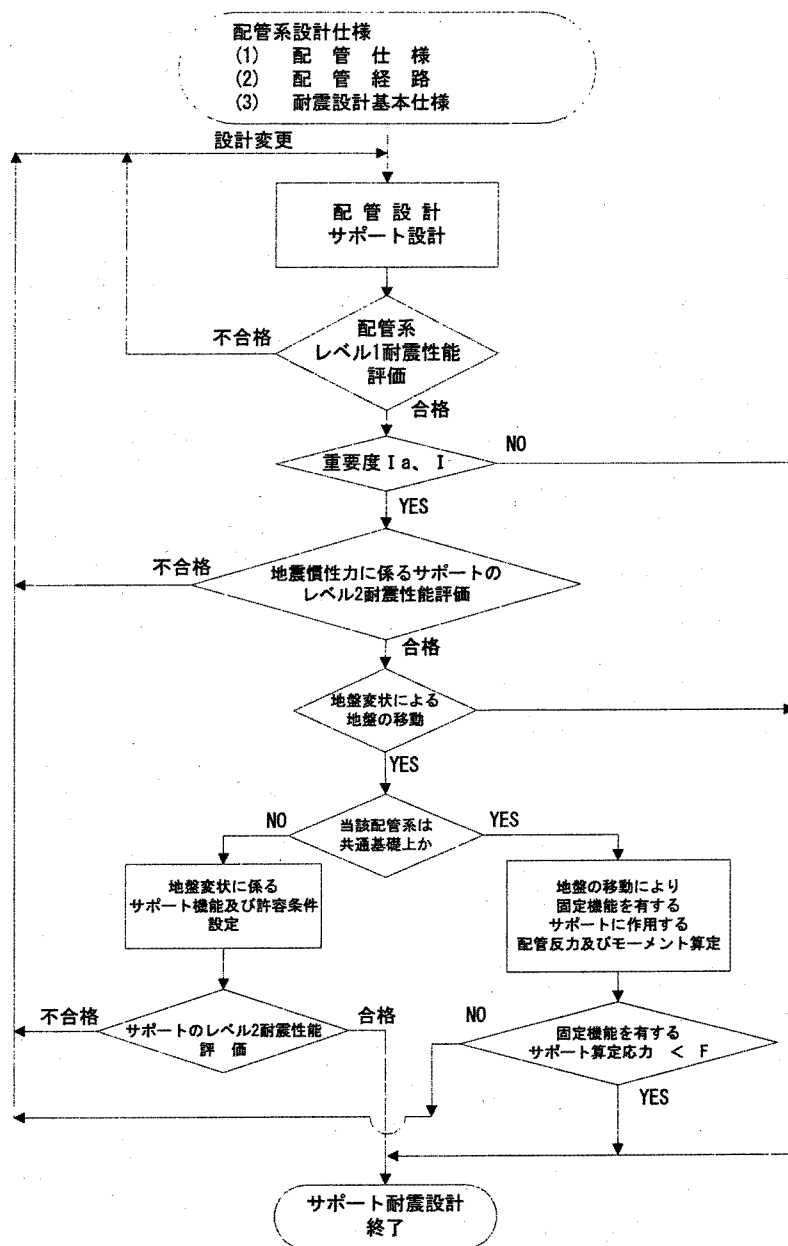 配管系設計仕様
(1) 配 管 仕 様
(2) 配 管 経 路
(3) 耐震設計基本仕様
設計変更
配 管 設 計
サポート設計
不合格
配管系
レベル1耐震性能
評価
合格
重要度Ⅰa、Ⅰ
NO
YES
不合格
地震慣性力に係るサポートの
レベル2耐震性能評価
合格
地盤変状による
地盤の移動
YES
NO
当該配管系は
共通基礎上か
YES
地盤変状に係る
サポート機能及び許容条件
設定
地盤の移動により
固定機能を有する
サポートに作用する
配管反力及びモーメント算定
不合格
サポートのレベル2耐震性能
評 価
合格
NO
固定機能を有する
サポート算定応力 < F
YES
サポート耐震設計
終了